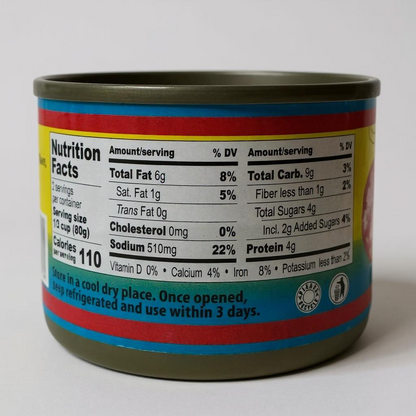 Nutrition
Facts
2 servings
per container
Serving size
10 cup (80g)
Calories
per serving 110
Amount/serving % DV
Total Fat 6g 8%
Sat. Fat 1g 5%
Trans Fat 0g
Cholesterol 0mg 0%
Sodium 510mg 22%
Amount/serving % DV
Total Carb. 9g 3%
Fiber less than 1g 2%
Total Sugars 4g
Incl. 2g Added Sugars 4%
Protein 4g
Vitamin D 0% • Calcium 4% • Iron 8% • Potassium less than 2%
Store in a cool dry place. Once opened,
keep refrigerated and use within 3 days.